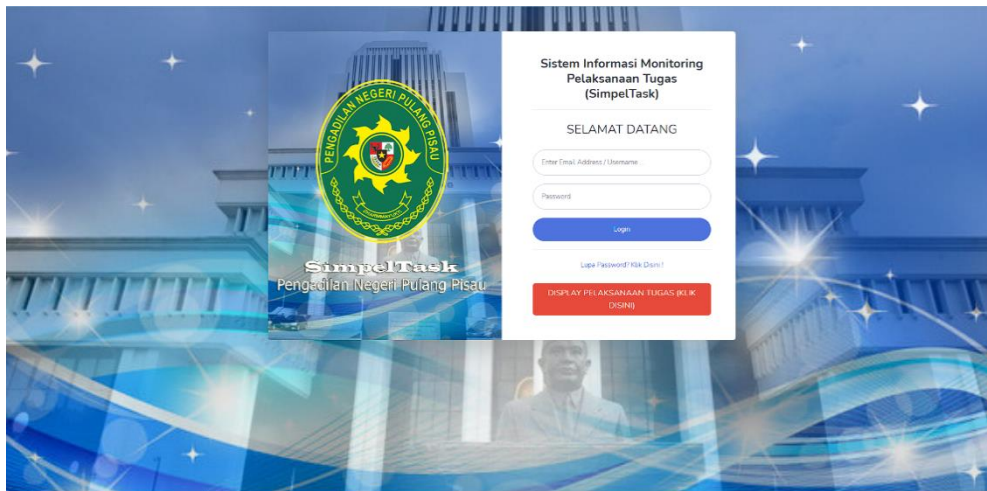 PENGADILAN NEGERI PULANG PISAU
SimpelTask
Pengadilan Negeri Pulang Pisau
Sistem Informasi Monitoring
Pelaksanaan Tugas
(SimpelTask)
SELAMAT DATANG
Enter Email Address / Username...
Password
Login
Lupa Password? Klik Disini !
DISPLAY PELAKSANAAN TUGAS (KLIK
DISINI)